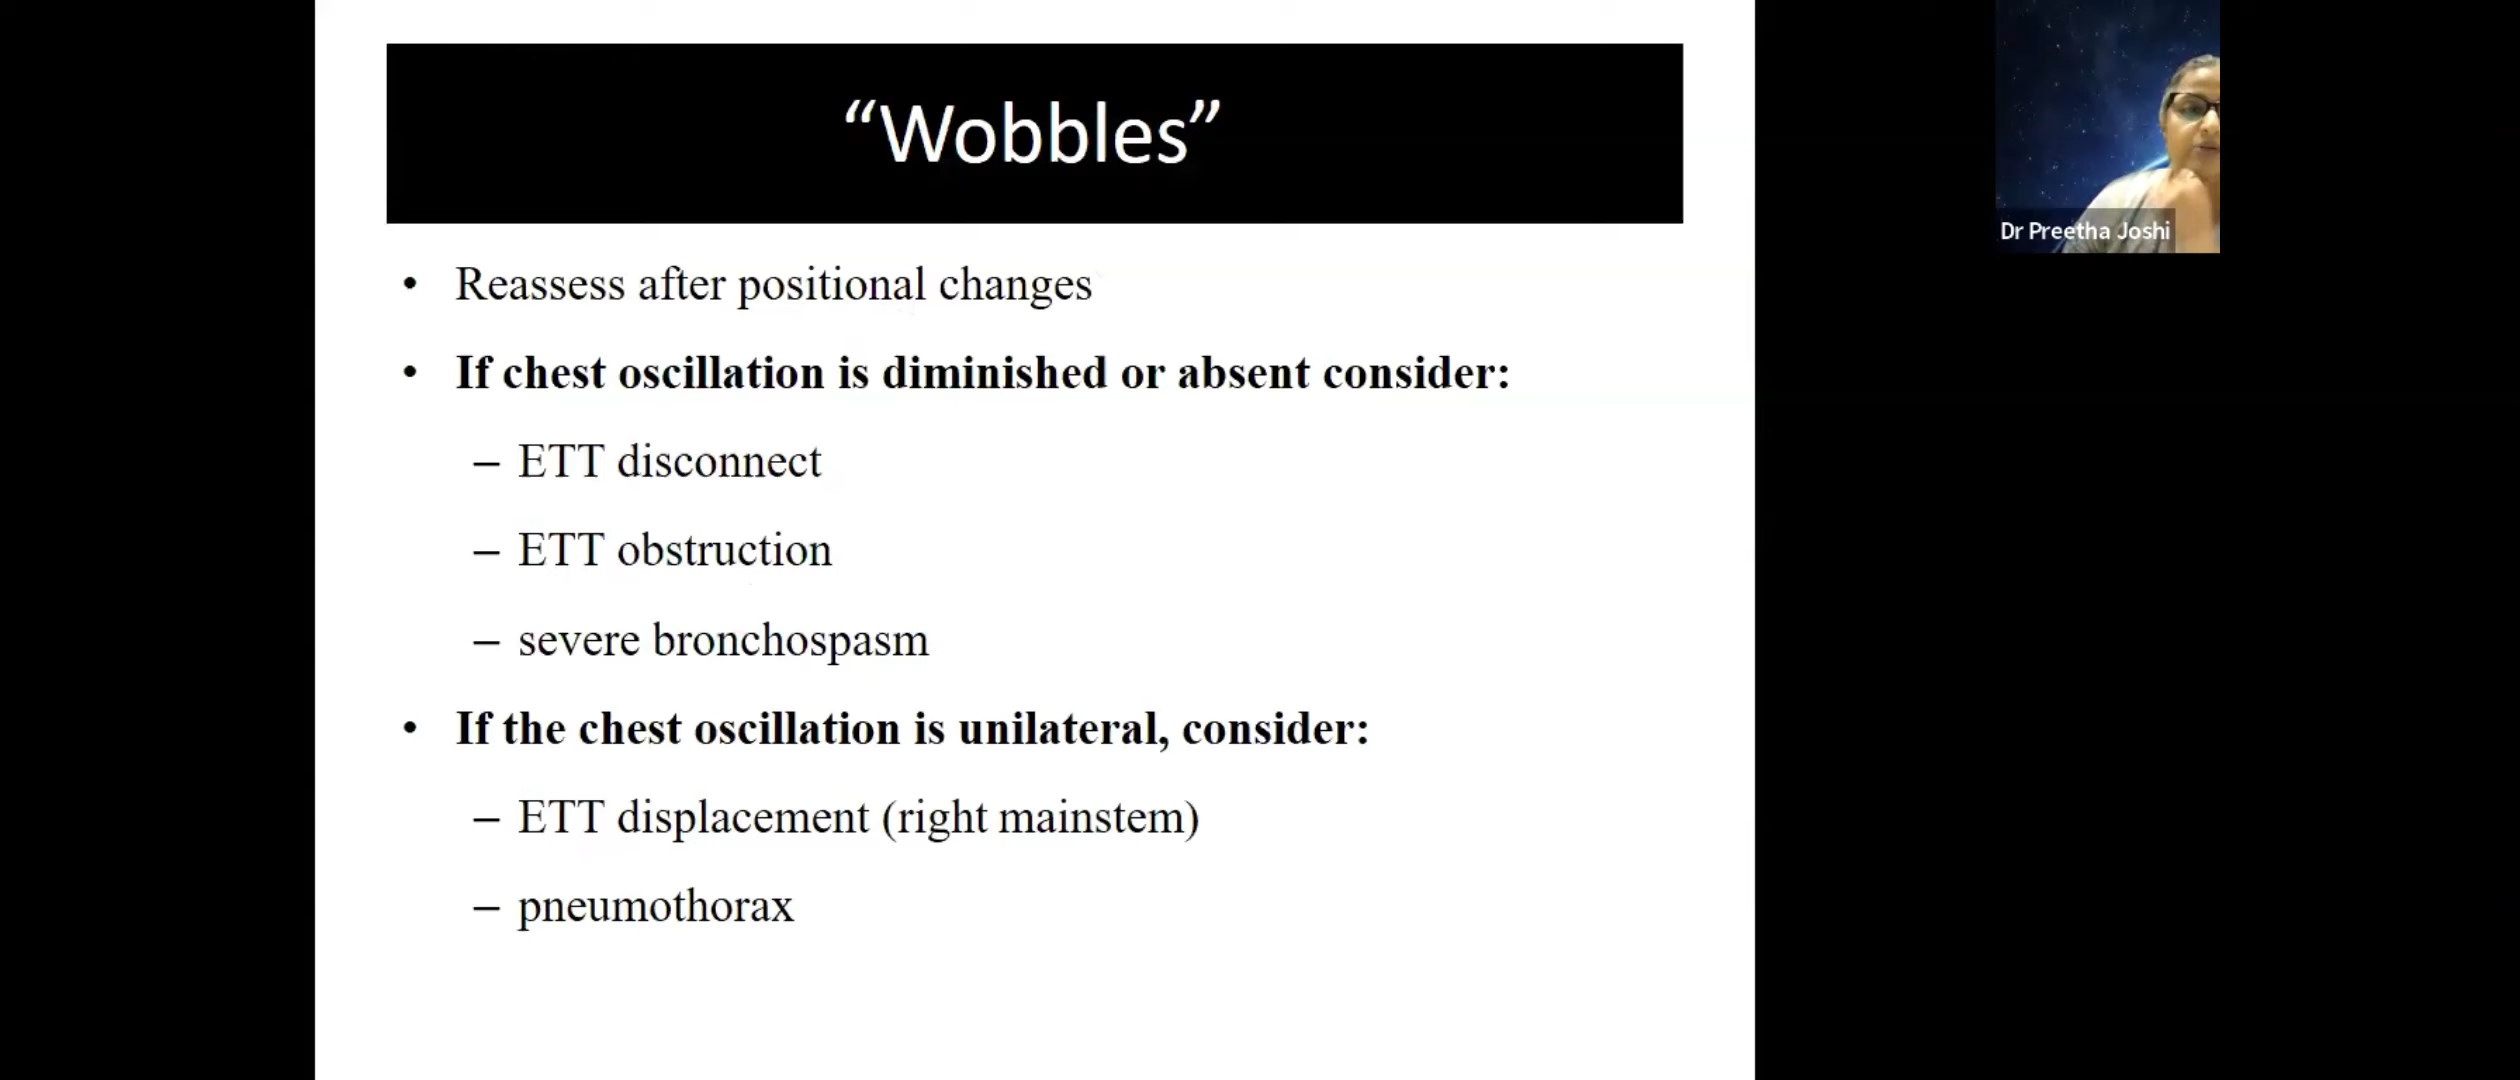 “Wobbles”
• Reassess after positional changes
• If chest oscillation is diminished or absent consider:
– ETT disconnect
– ETT obstruction
– severe bronchospasm
• If the chest oscillation is unilateral, consider:
– ETT displacement (right mainstem)
– pneumothorax
Dr Preetha Joshi